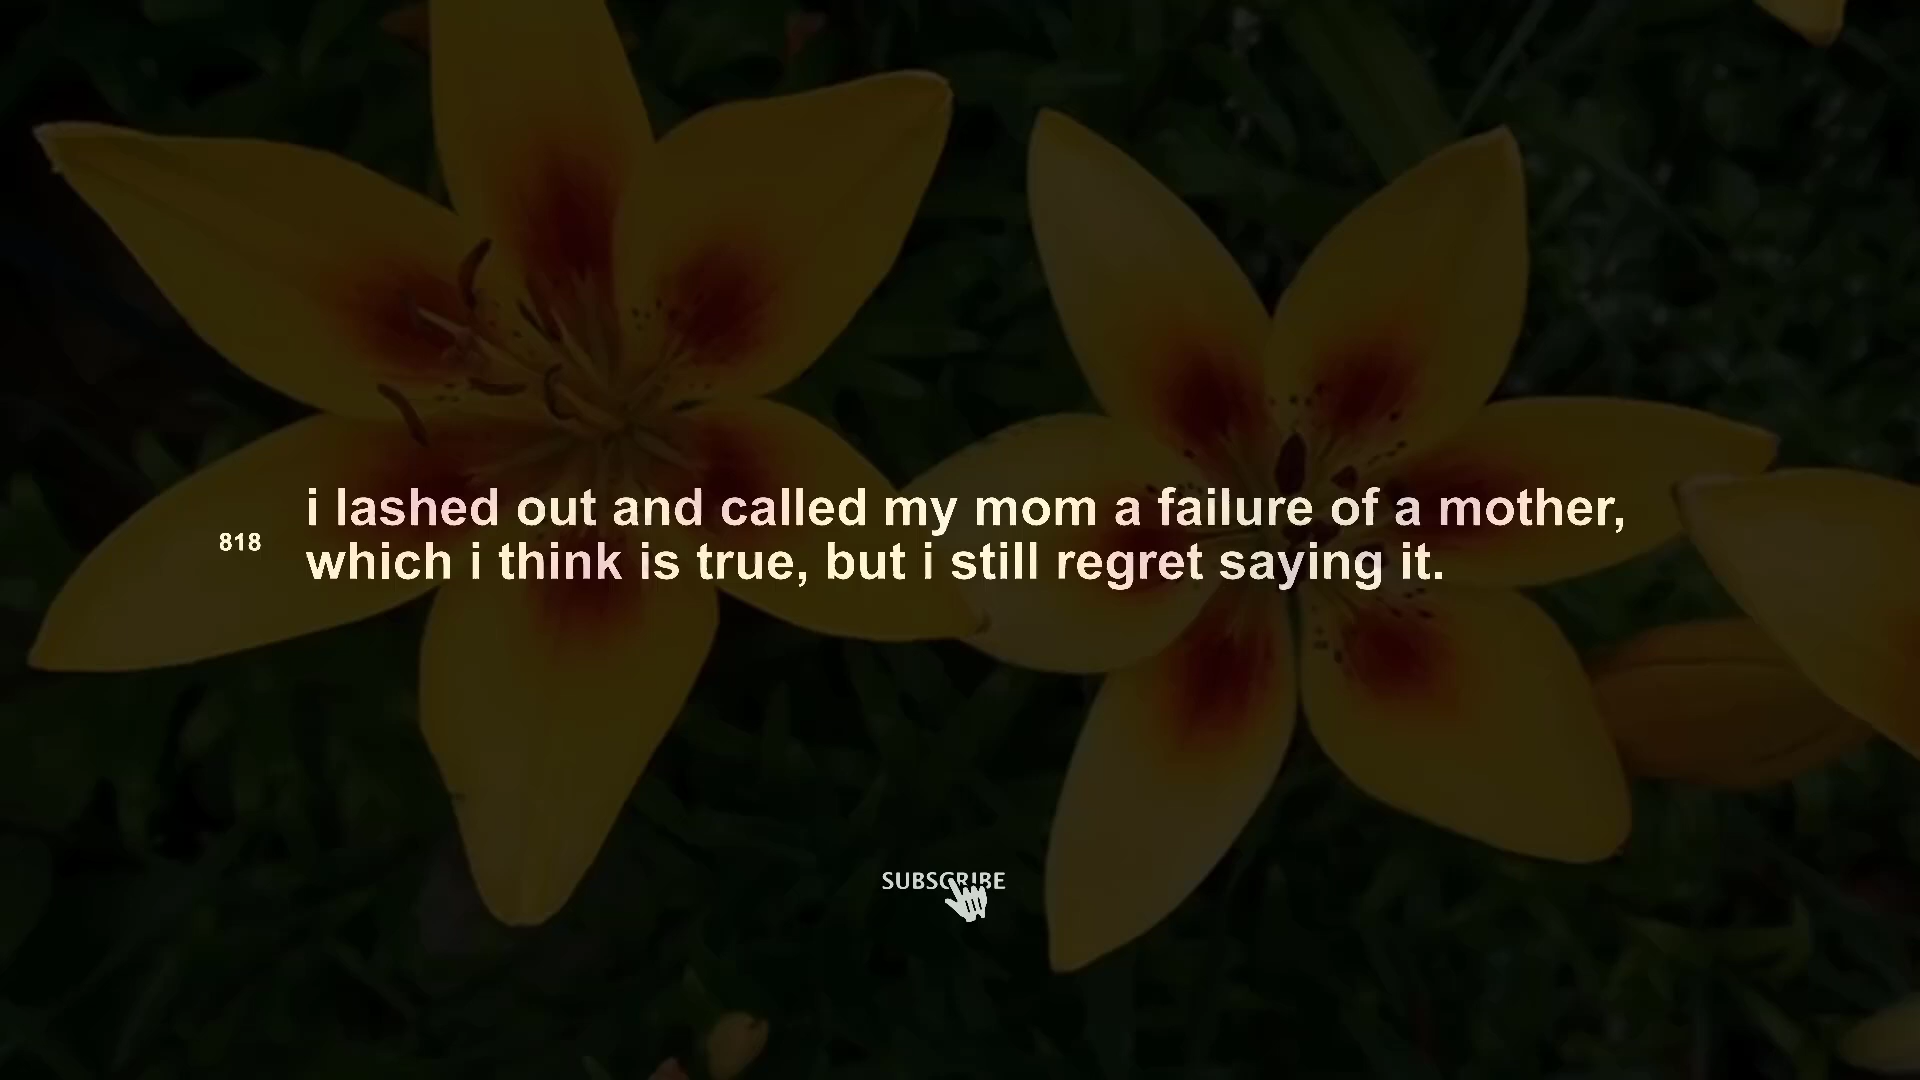 i lashed out and called my mom a failure of a mother,
818
which i think is true, but i still regret saying it.
SUBSCRIBE